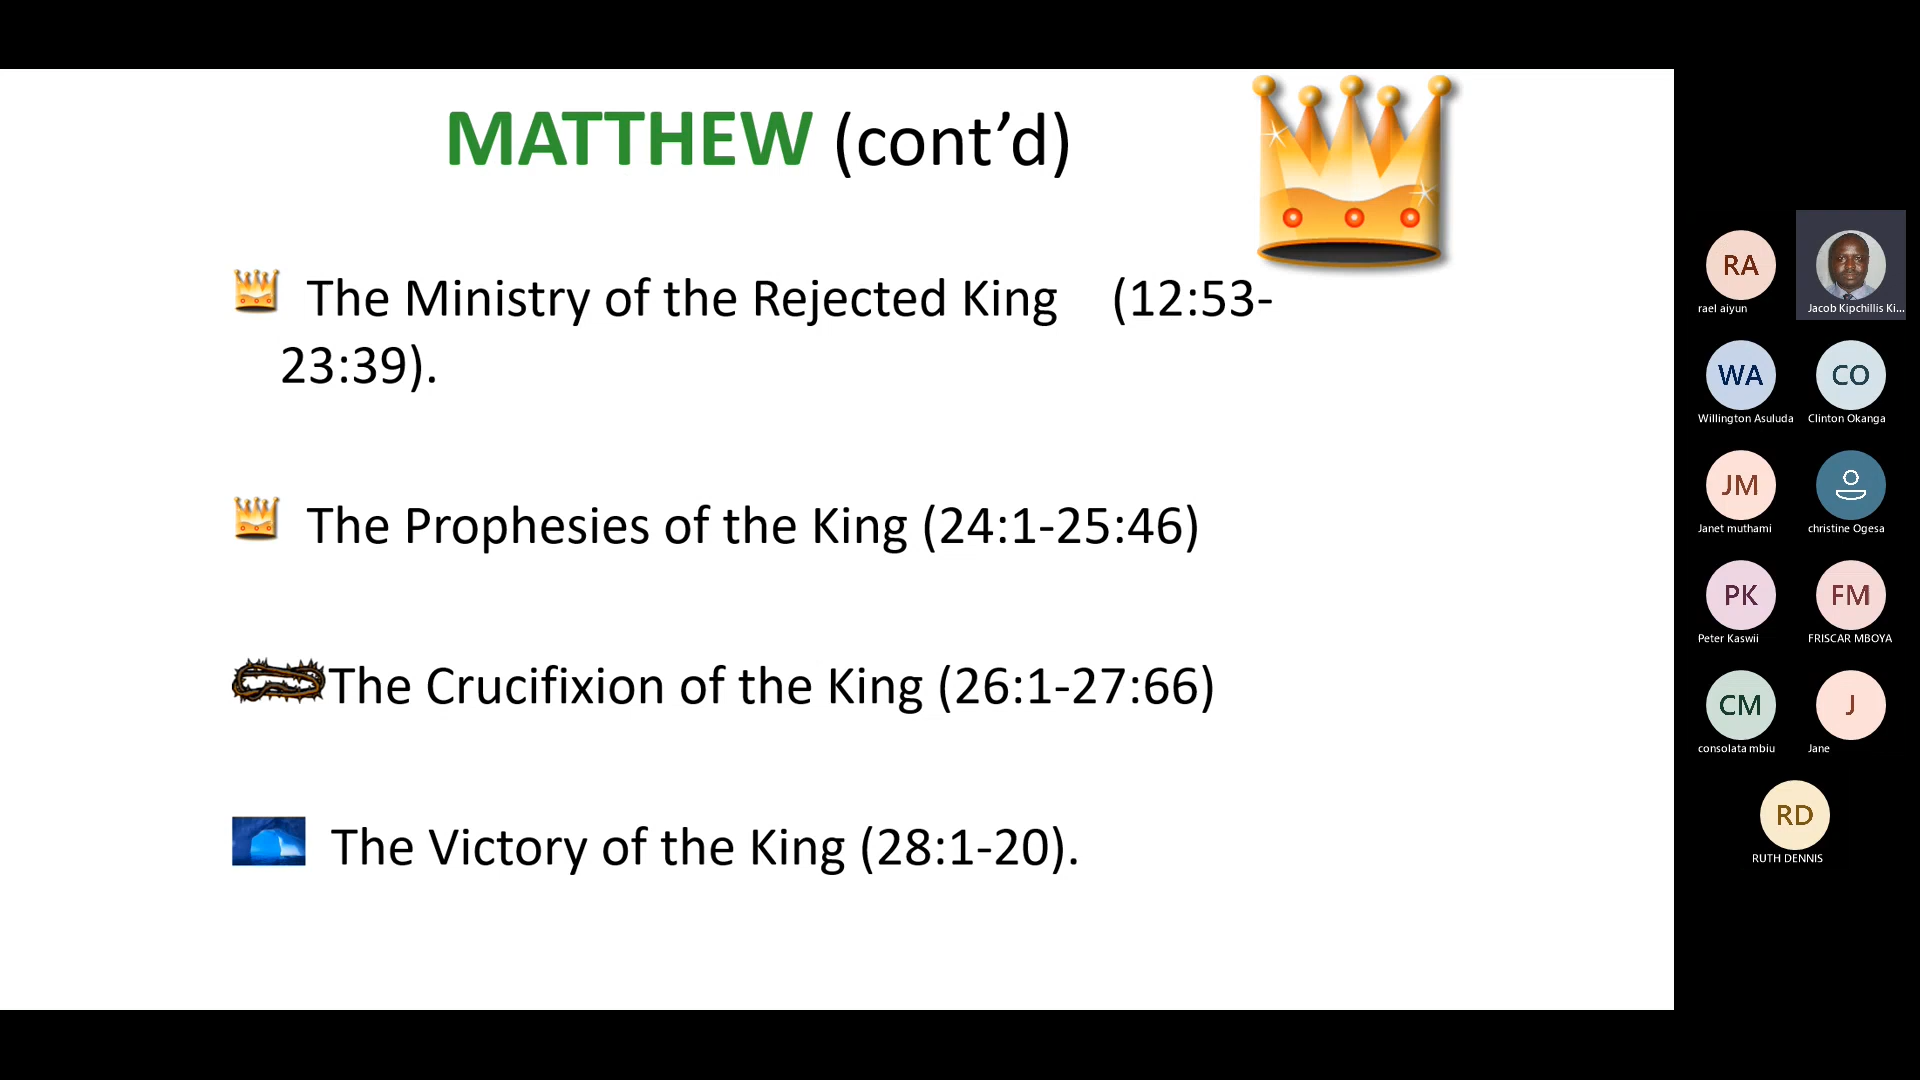 MATTHEW (cont’d)
The Ministry of the Rejected King (12:53-
23:39).
The Prophesies of the King (24:1-25:46)
The Crucifixion of the King (26:1-27:66)
The Victory of the King (28:1-20).
RA
rael aiyun
Jacob Kipchillis Ki...
WA
Willington Asuluda
CO
Clinton Okanga
JM
Janet muthami
christine Ogesa
PK
Peter Kaswii
FM
FRISCAR MBOYA
CM
consolata mbiu
J
Jane
RD
RUTH DENNIS